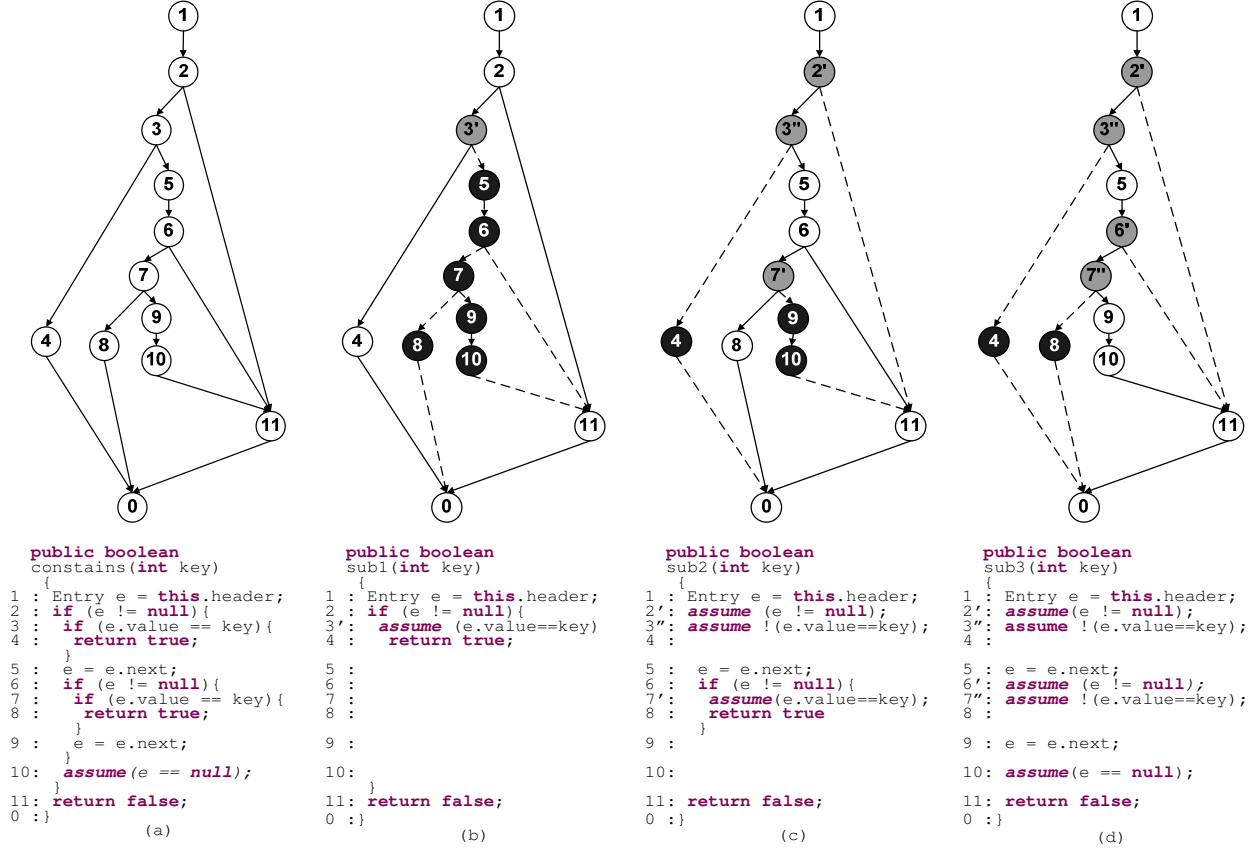 1
2
3
5
6
7
9
4
8
10
11
0
public boolean
constains(int key)
{
1 : Entry e = this.header;
2 : if (e != null){
3 : if (e.value == key){
4 : return true;
}
5 : e = e.next;
6 : if (e != null){
7 : if (e.value == key){
8 : return true;
}
9 : e = e.next;
}
10: assume(e == null);
}
11: return false;
0 :}
(a)
1
2
3'
5
6
7
9
4
8
10
11
0
public boolean
sub1(int key)
{
1 : Entry e = this.header;
2 : if (e != null){
3′: assume (e.value==key)
4 : return true;
5 :
6 :
7 :
8 :
9 :
10:
}
11: return false;
0 :}
(b)
1
2'
3"
5
6
7'
9
4
8
10
11
0
public boolean
sub2(int key)
{
1 : Entry e = this.header;
2′: assume (e != null);
3″: assume !(e.value==key);
4 :
5 : e = e.next;
6 : if (e != null){
7′: assume(e.value==key);
8 : return true
}
9 :
10:
11: return false;
0 :}
(c)
1
2'
3"
5
6'
7"
9
4
8
10
11
0
public boolean
sub3(int key)
{
1 : Entry e = this.header;
2′: assume(e != null);
3″: assume !(e.value==key);
4 :
5 : e = e.next;
6′: assume (e != null);
7″: assume !(e.value==key);
8 :
9 : e = e.next;
10: assume(e == null);
11: return false;
0 :}
(d)